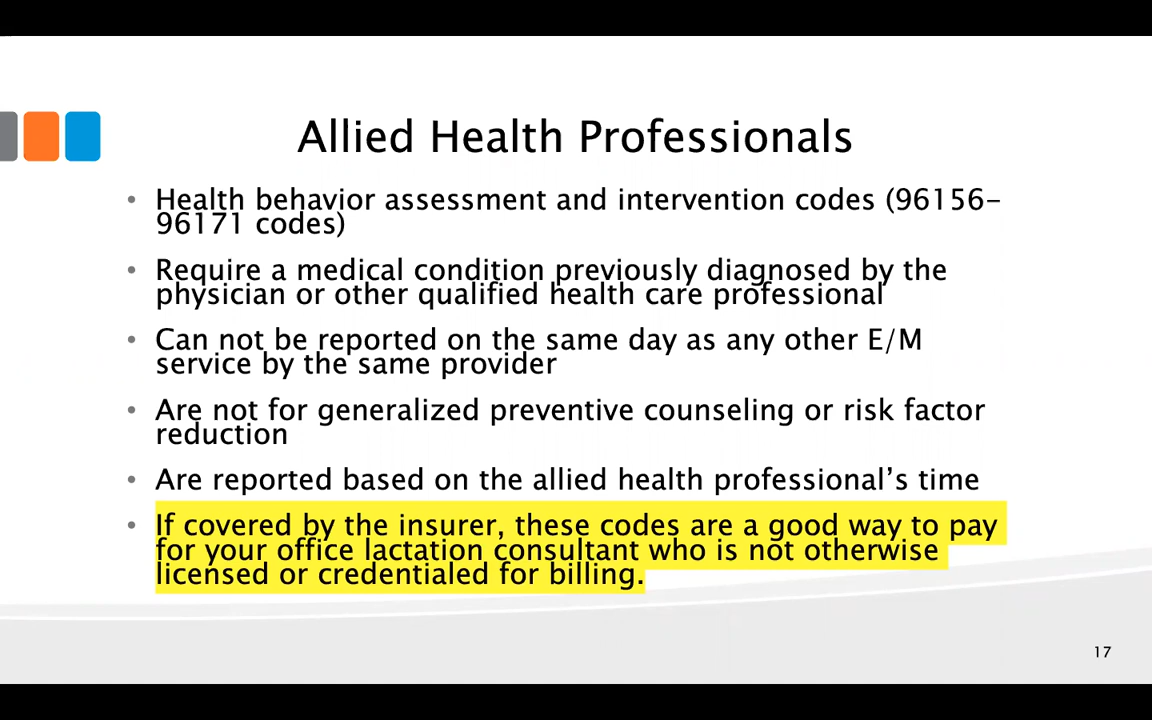 Allied Health Professionals
• Health behavior assessment and intervention codes (96156–
96171 codes)
• Require a medical condition previously diagnosed by the
physician or other qualified health care professional
• Can not be reported on the same day as any other E/M
service by the same provider
• Are not for generalized preventive counseling or risk factor
reduction
• Are reported based on the allied health professional’s time
• If covered by the insurer, these codes are a good way to pay
for your office lactation consultant who is not otherwise
licensed or credentialed for billing.
17